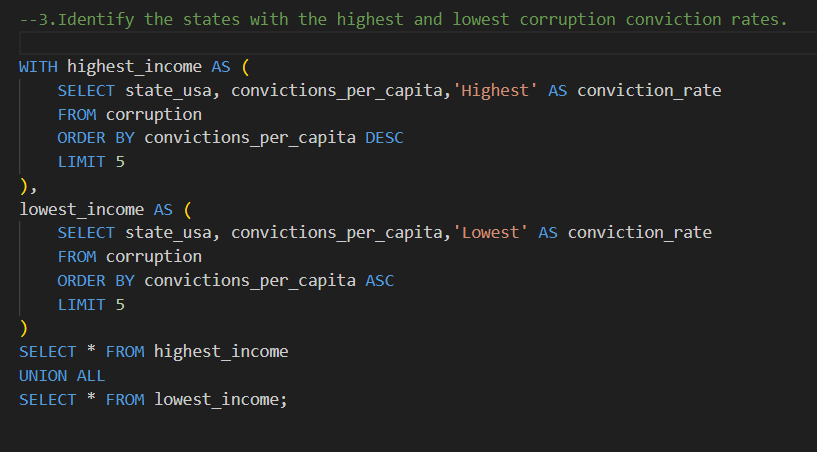 --3.Identify the states with the highest and lowest corruption conviction rates.
WITH highest_income AS (
    SELECT state_usa, convictions_per_capita,'Highest' AS conviction_rate
    FROM corruption
    ORDER BY convictions_per_capita DESC
    LIMIT 5
),
lowest_income AS (
    SELECT state_usa, convictions_per_capita,'Lowest' AS conviction_rate
    FROM corruption
    ORDER BY convictions_per_capita ASC
    LIMIT 5
)
SELECT * FROM highest_income
UNION ALL
SELECT * FROM lowest_income;